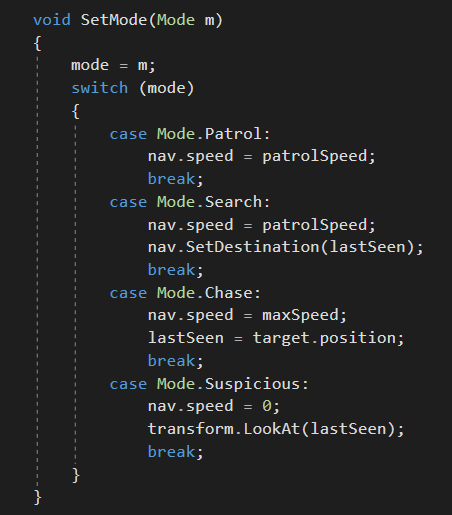 void SetMode(Mode m)
{
    mode = m;
    switch (mode)
    {
        case Mode.Patrol:
            nav.speed = patrolSpeed;
            break;
        case Mode.Search:
            nav.speed = patrolSpeed;
            nav.SetDestination(lastSeen);
            break;
        case Mode.Chase:
            nav.speed = maxSpeed;
            lastSeen = target.position;
            break;
        case Mode.Suspicious:
            nav.speed = 0;
            transform.LookAt(lastSeen);
            break;
    }
}